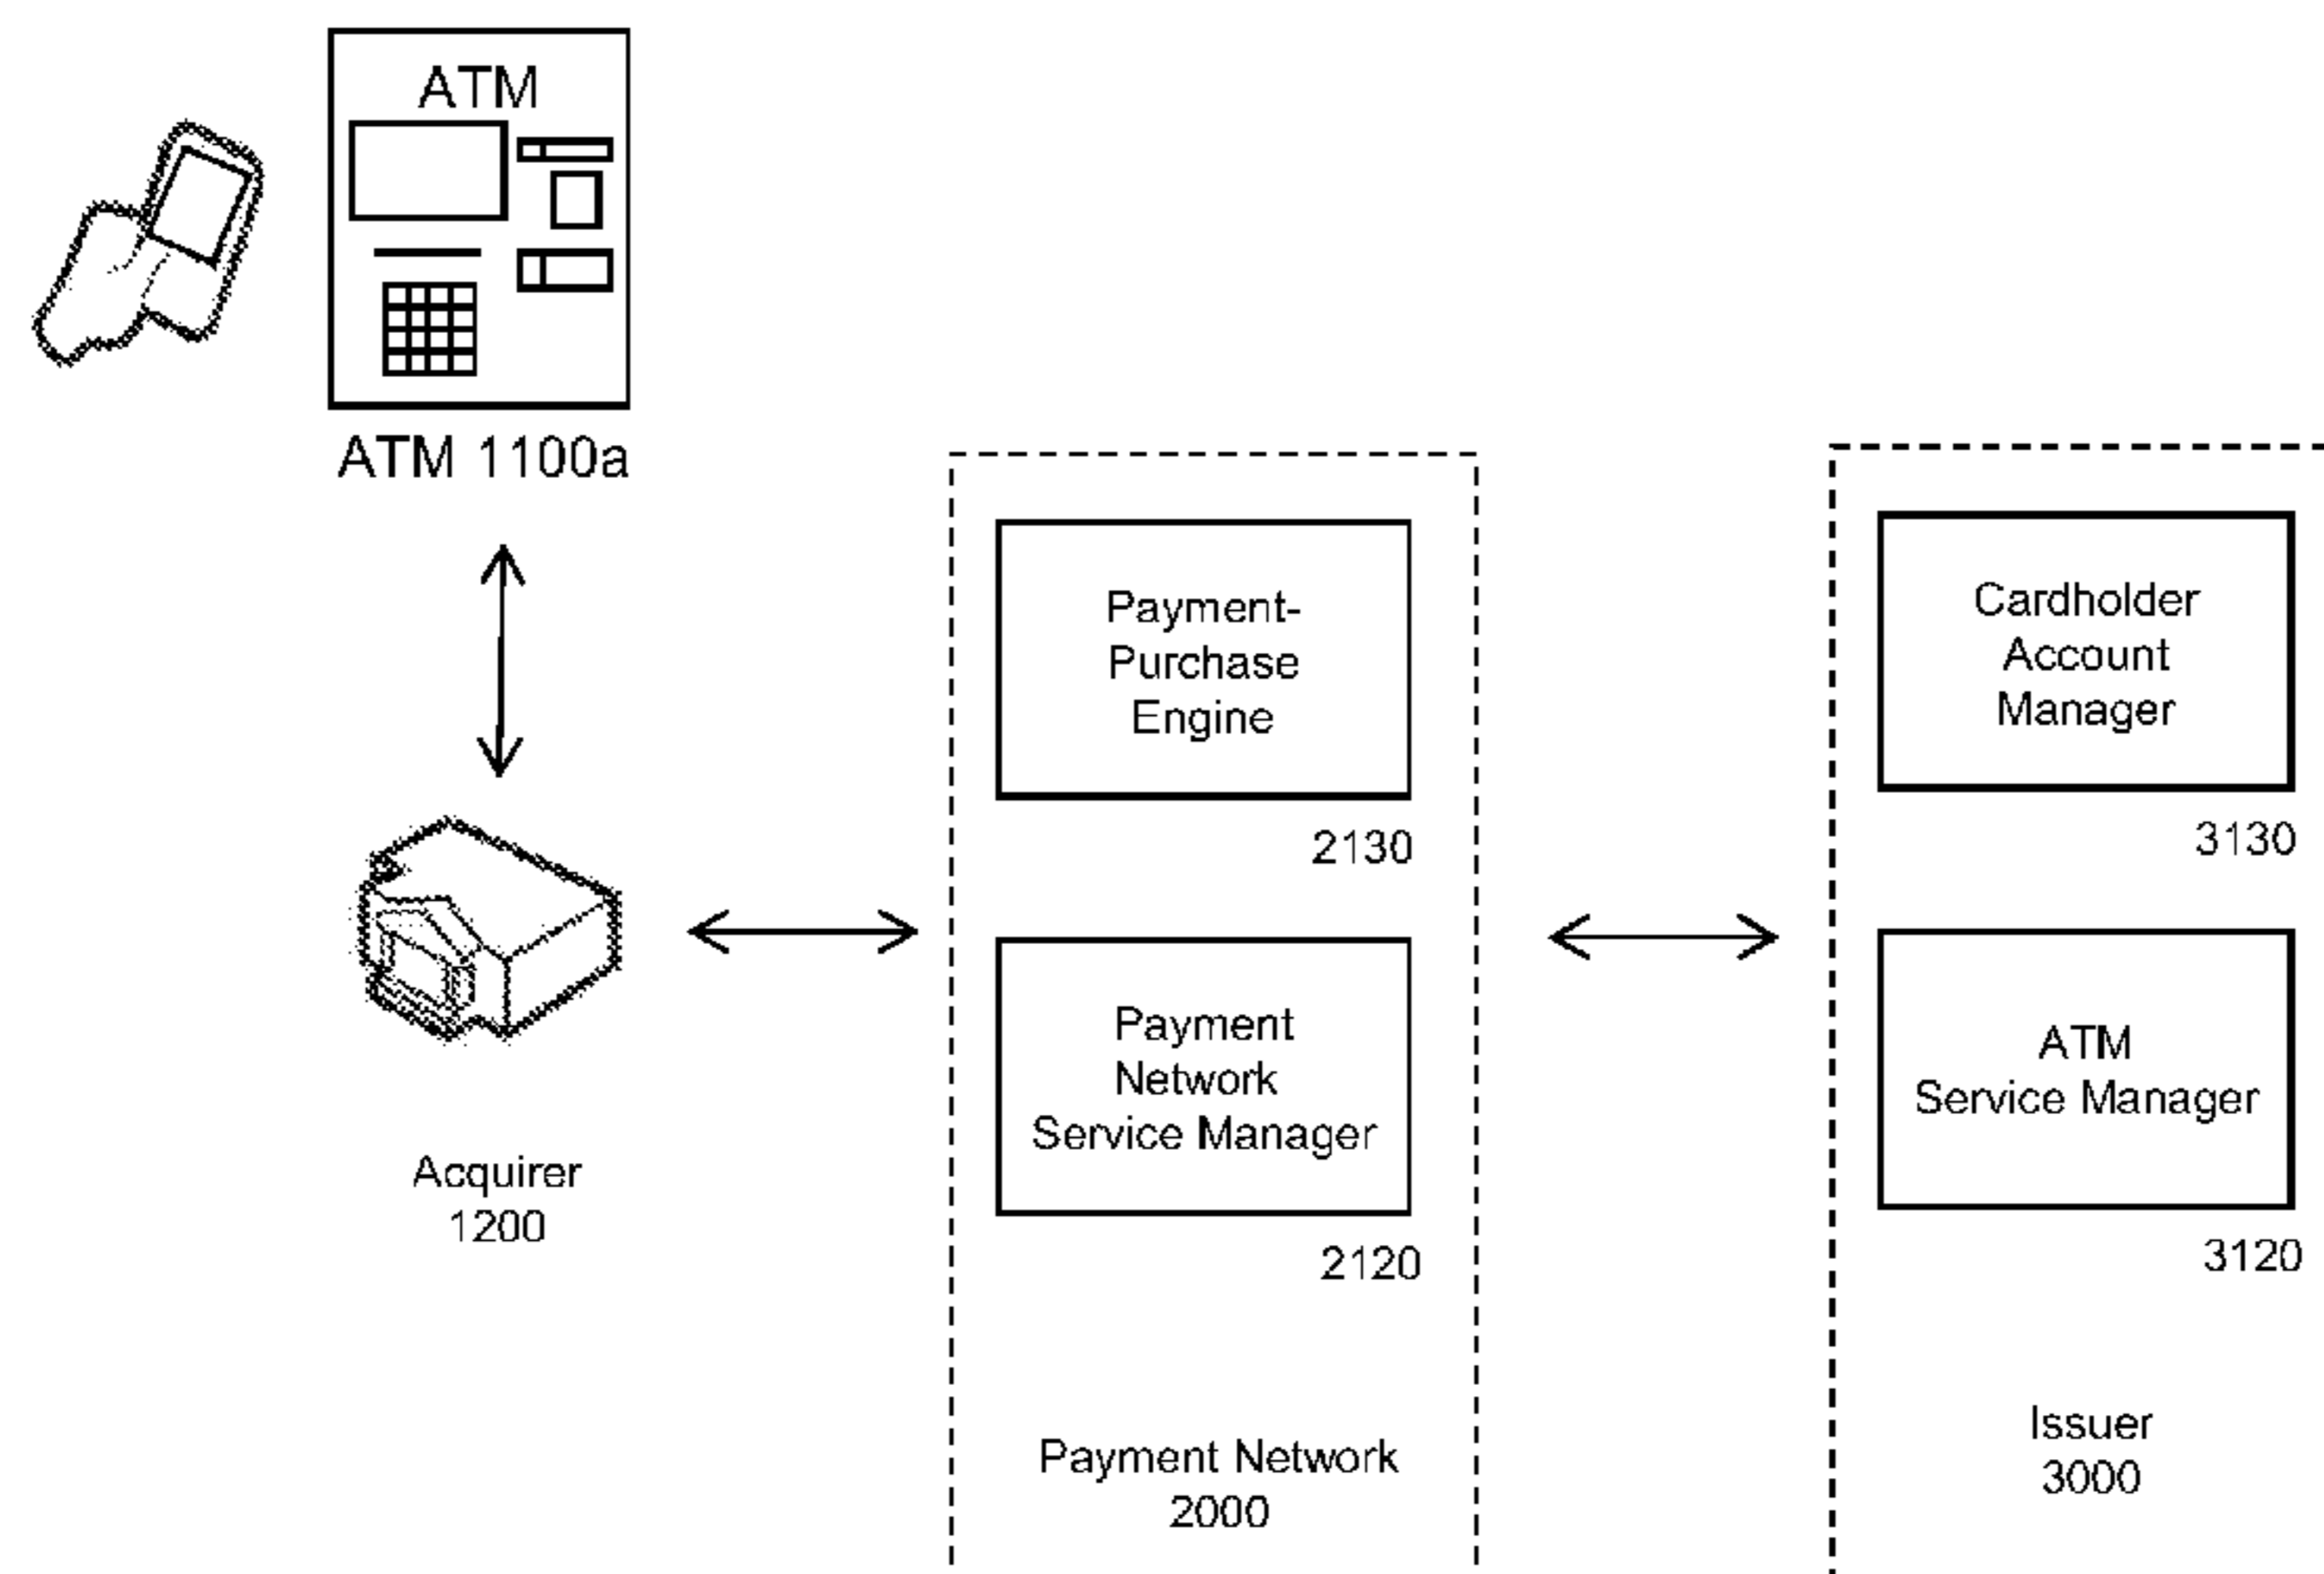 ATM
ATM 1100a
Acquirer
1200
Payment-
Purchase
Engine
2130
Payment
Network
Service Manager
2120
Payment Network
2000
Cardholder
Account
Manager
3130
ATM
Service Manager
3120
Issuer
3000